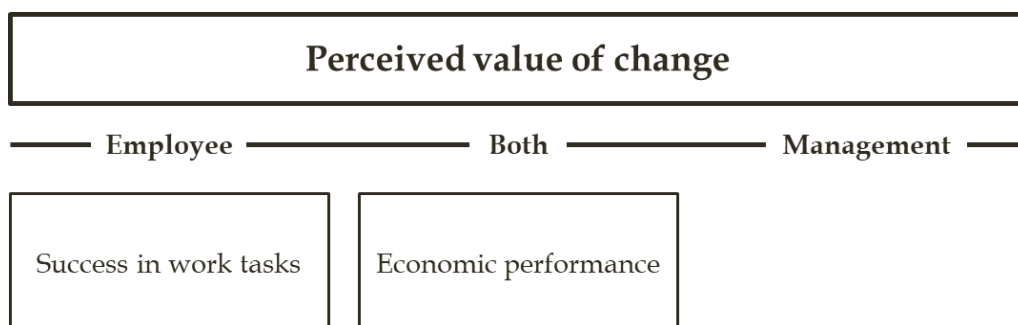 Perceived value of change
Employee Both Management
Success in work tasks Economic performance